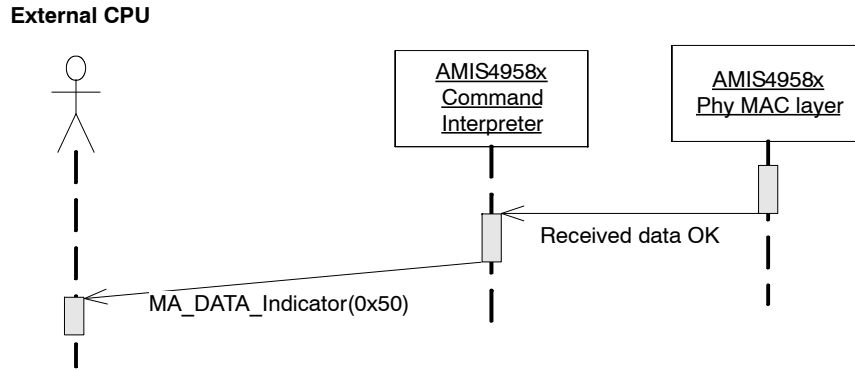 External CPU
AMIS4958x
Command
Interpreter
AMIS4958x
Phy MAC layer
Received data OK
MA_DATA_Indicator(0x50)